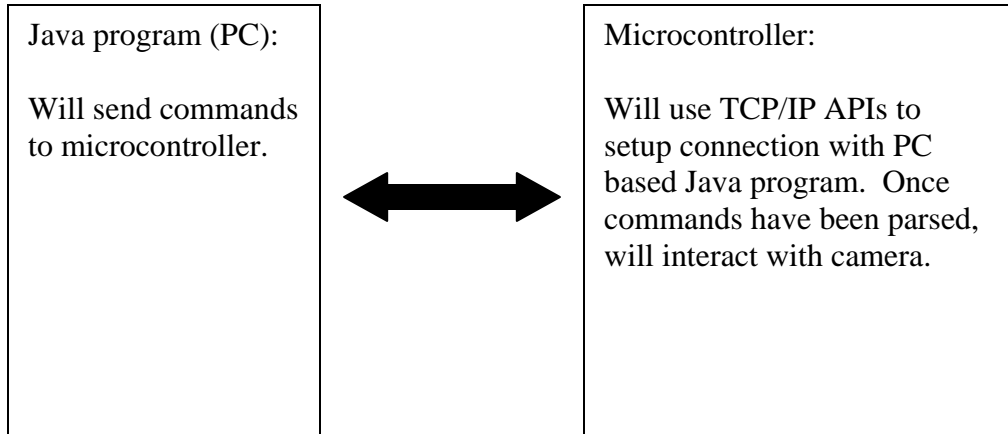 Java program (PC):
Will send commands
to microcontroller.
Microcontroller:
Will use TCP/IP APIs to
setup connection with PC
based Java program.  Once
commands have been parsed,
will interact with camera.